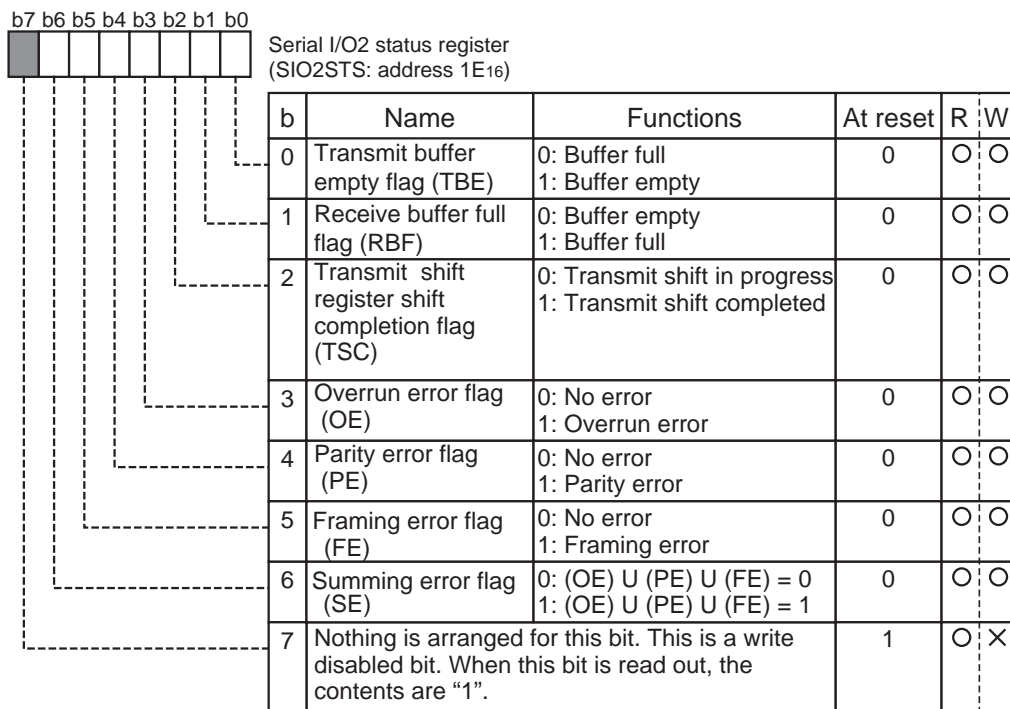 b7 b6 b5 b4 b3 b2 b1 b0
Serial I/O2 status register
(SIO2STS: address 1E16)
b Name Functions At reset R W
0 Transmit buffer 0: Buffer full 0 O O
empty flag (TBE) 1: Buffer empty
1 Receive buffer full 0: Buffer empty 0 O O
flag (RBF) 1: Buffer full
2 Transmit shift 0: Transmit shift in progress 0 O O
register shift 1: Transmit shift completed
completion flag
(TSC)
3 Overrun error flag 0: No error 0 O O
(OE) 1: Overrun error
4 Parity error flag 0: No error 0 O O
(PE) 1: Parity error
5 Framing error flag 0: No error 0 O O
(FE) 1: Framing error
6 Summing error flag 0: (OE) U (PE) U (FE) = 0 0 O O
(SE) 1: (OE) U (PE) U (FE) = 1
7 Nothing is arranged for this bit. This is a write 1 O ×
disabled bit. When this bit is read out, the
contents are “1”.